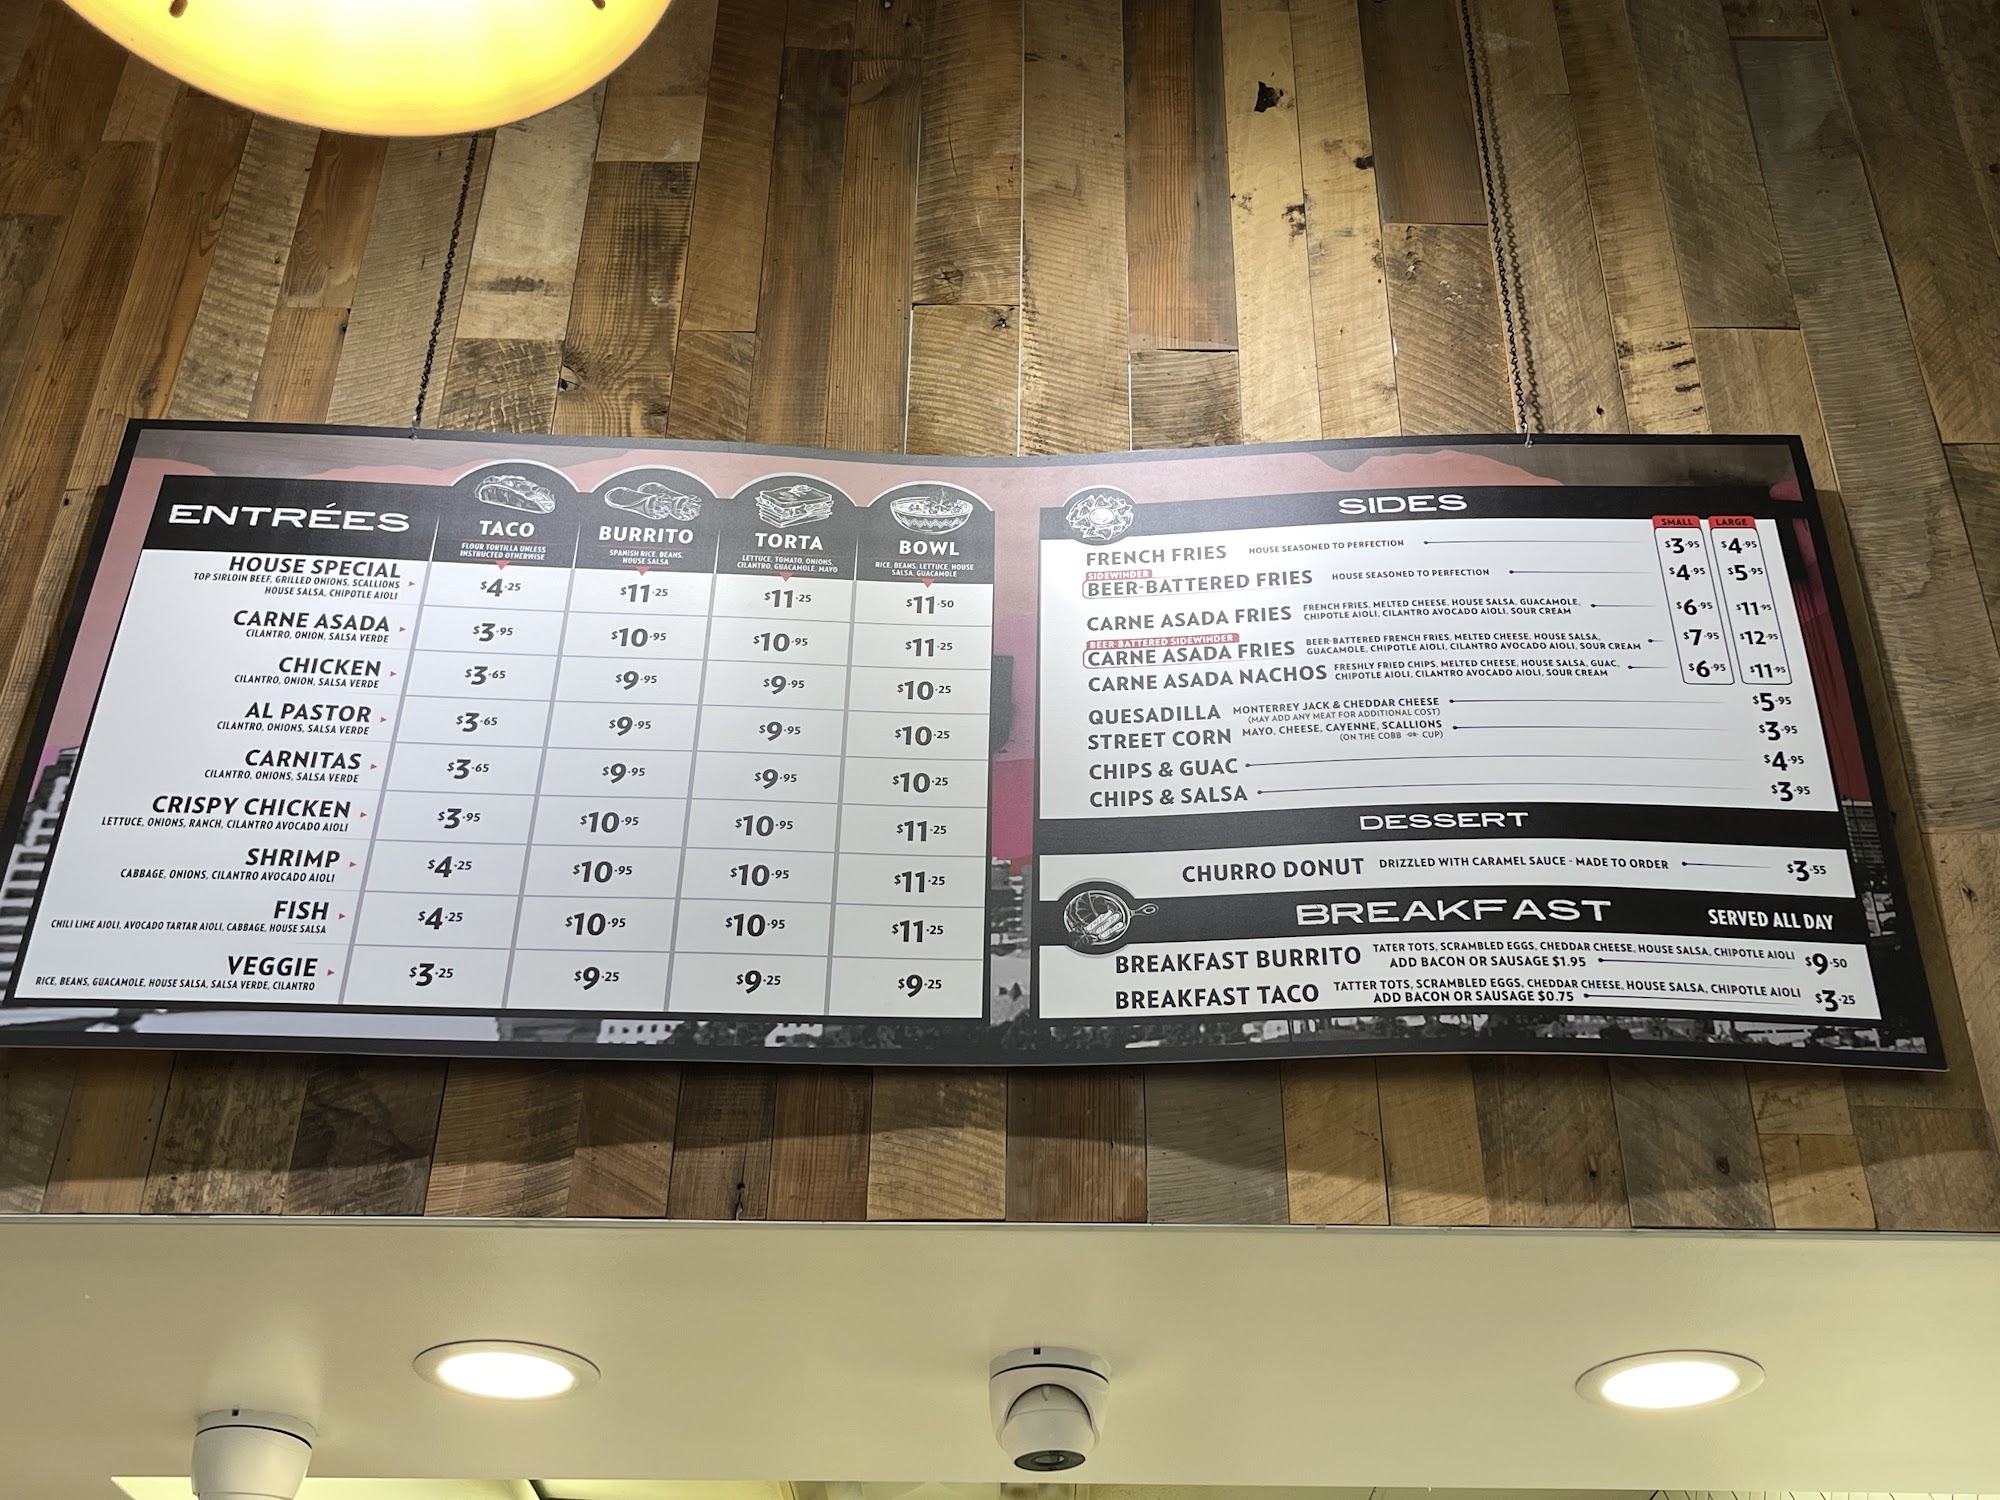 ENTRÉES
TACO
FLOUR TORTILLA UNLESS
INSTRUCTED OTHERWISE
BURRITO
SPANISH RICE, BEANS,
HOUSE SALSA
TORTA
LETTUCE, TOMATO, ONIONS,
CILANTRO, GUACAMOLE, MAYO
BOWL
RICE, BEANS, LETTUCE, HOUSE
SALSA, GUACAMOLE
HOUSE SPECIAL $4.25 $11.25 $11.25 $11.50
TOP SIRLOIN BEEF, GRILLED ONIONS, SCALLIONS
HOUSE SALSA, CHIPOTLE AIOLI
CARNE ASADA $3.95 $10.95 $10.95 $11.25
CILANTRO, ONION, SALSA VERDE
CHICKEN $3.65 $9.95 $9.95 $10.25
CILANTRO, ONION, SALSA VERDE
AL PASTOR $3.65 $9.95 $9.95 $10.25
CILANTRO, ONIONS, SALSA VERDE
CARNITAS $3.65 $9.95 $9.95 $10.25
CILANTRO, ONIONS, SALSA VERDE
CRISPY CHICKEN $3.95 $10.95 $10.95 $11.25
LETTUCE, ONIONS, RANCH, CILANTRO AVOCADO AIOLI
SHRIMP $4.25 $10.95 $10.95 $11.25
CABBAGE, ONIONS, CILANTRO AVOCADO AIOLI
FISH $4.25 $10.95 $10.95 $11.25
CHILI LIME AIOLI, AVOCADO TARTAR AIOLI, CABBAGE, HOUSE SALSA
VEGGIE $3.25 $9.25 $9.25 $9.25
RICE, BEANS, GUACAMOLE, HOUSE SALSA, SALSA VERDE, CILANTRO
SIDES
SMALL LARGE
FRENCH FRIES HOUSE SEASONED TO PERFECTION $3.95 $4.95
SIDEWINDER
BEER-BATTERED FRIES HOUSE SEASONED TO PERFECTION $4.95 $5.95
CARNE ASADA FRIES FRENCH FRIES, MELTED CHEESE, HOUSE SALSA, GUACAMOLE, $6.95 $11.95
CHIPOTLE AIOLI, CILANTRO AVOCADO AIOLI, SOUR CREAM
BEER-BATTERED SIDEWINDER
CARNE ASADA FRIES BEER-BATTERED FRENCH FRIES, MELTED CHEESE, HOUSE SALSA, $7.95 $12.95
GUACAMOLE, CHIPOTLE AIOLI, CILANTRO AVOCADO AIOLI, SOUR CREAM
CARNE ASADA NACHOS FRESHLY FRIED CHIPS, MELTED CHEESE, HOUSE SALSA, GUAC, $6.95 $11.95
CHIPOTLE AIOLI, CILANTRO AVOCADO AIOLI, SOUR CREAM
QUESADILLA MONTERREY JACK & CHEDDAR CHEESE $5.95
(MAY ADD ANY MEAT FOR ADDITIONAL COST)
STREET CORN MAYO, CHEESE, CAYENNE, SCALLIONS $3.95
(ON THE COBB -OR- CUP)
CHIPS & GUAC $4.95
CHIPS & SALSA $3.95
DESSERT
CHURRO DONUT DRIZZLED WITH CARAMEL SAUCE - MADE TO ORDER $3.55
BREAKFAST SERVED ALL DAY
BREAKFAST BURRITO TATER TOTS, SCRAMBLED EGGS, CHEDDAR CHEESE, HOUSE SALSA, CHIPOTLE AIOLI $9.50
ADD BACON OR SAUSAGE $1.95
BREAKFAST TACO TATTER TOTS, SCRAMBLED EGGS, CHEDDAR CHEESE, HOUSE SALSA, CHIPOTLE AIOLI $3.25
ADD BACON OR SAUSAGE $0.75